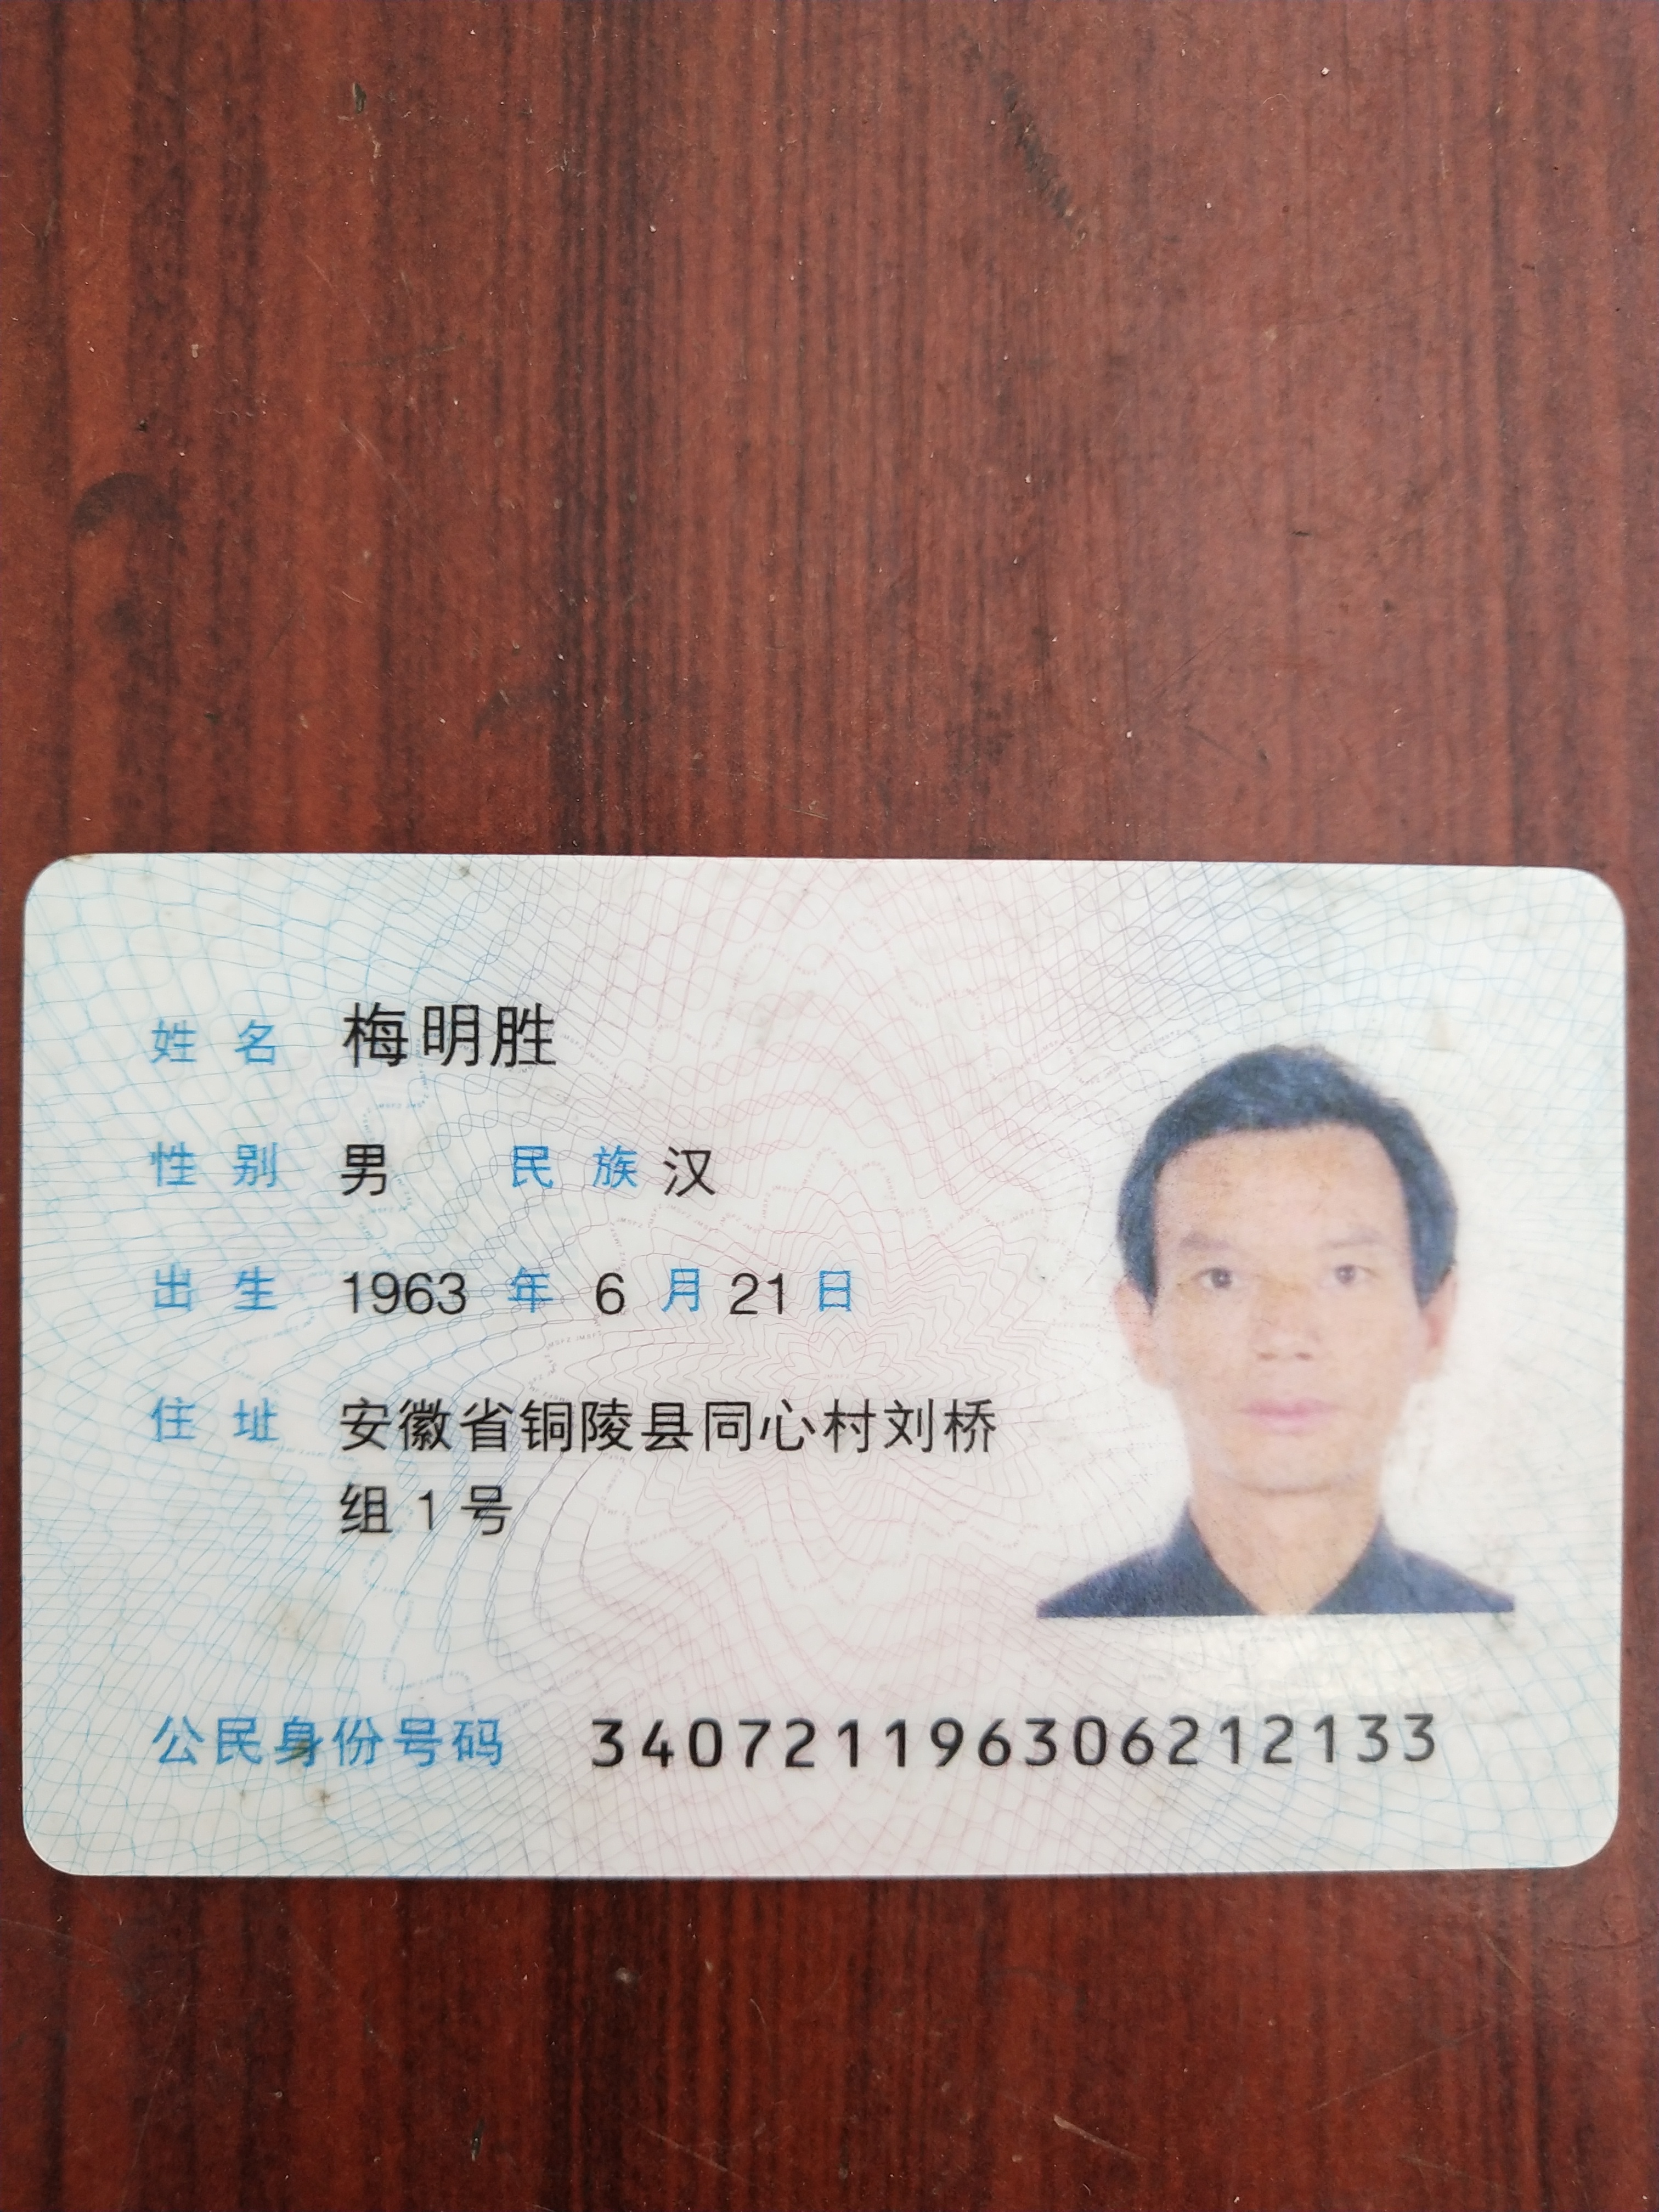 姓名 梅明胜
性别 男 民族 汉
出生 1963 年 6 月 21 日
住址 安徽省铜陵县同心村刘桥
组1号
公民身份号码 340721196306212133